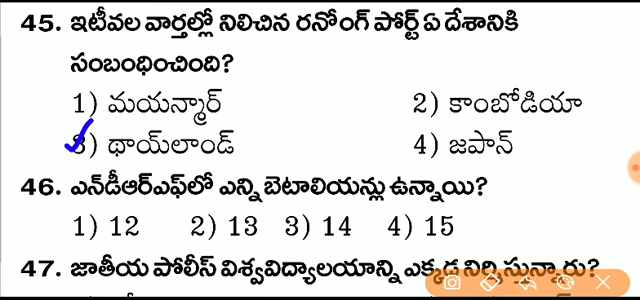 45. ఇటీవల వార్తల్లో నిలిచిన రనోంగ్ పోర్ట్ ఏ దేశానికి
సంబంధించింది?
1) మయన్మార్ 2) కాంబోడియా
3) థాయ్‌లాండ్ 4) జపాన్
46. ఎన్‌డీఆర్‌ఎఫ్‌లో ఎన్ని బెటాలియన్లు ఉన్నాయి?
1) 12 2) 13 3) 14 4) 15
47. జాతీయ పోలీస్ విశ్వవిద్యాలయాన్ని ఎక్కడ నిర్మిస్తున్నారు?